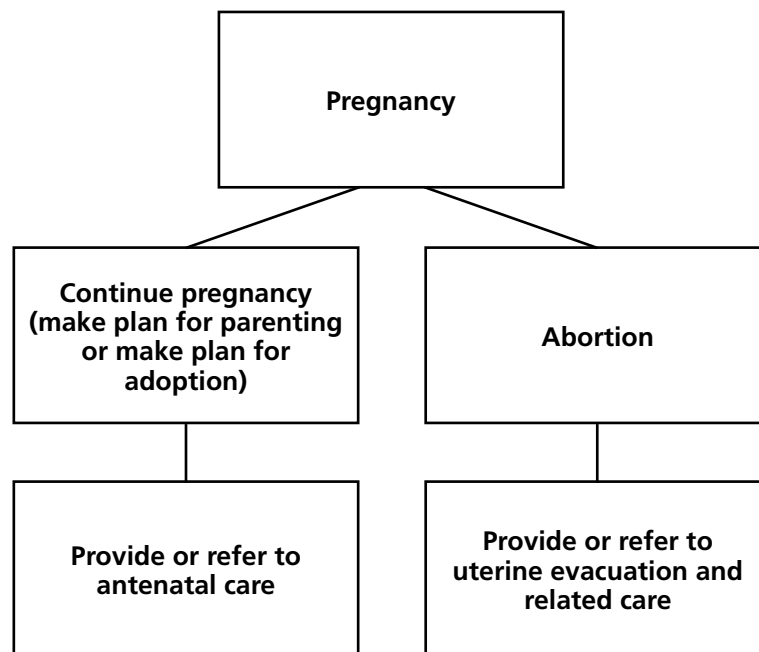 Pregnancy
Continue pregnancy
(make plan for parenting
or make plan for
adoption)
Abortion
Provide or refer to
antenatal care
Provide or refer to
uterine evacuation and
related care